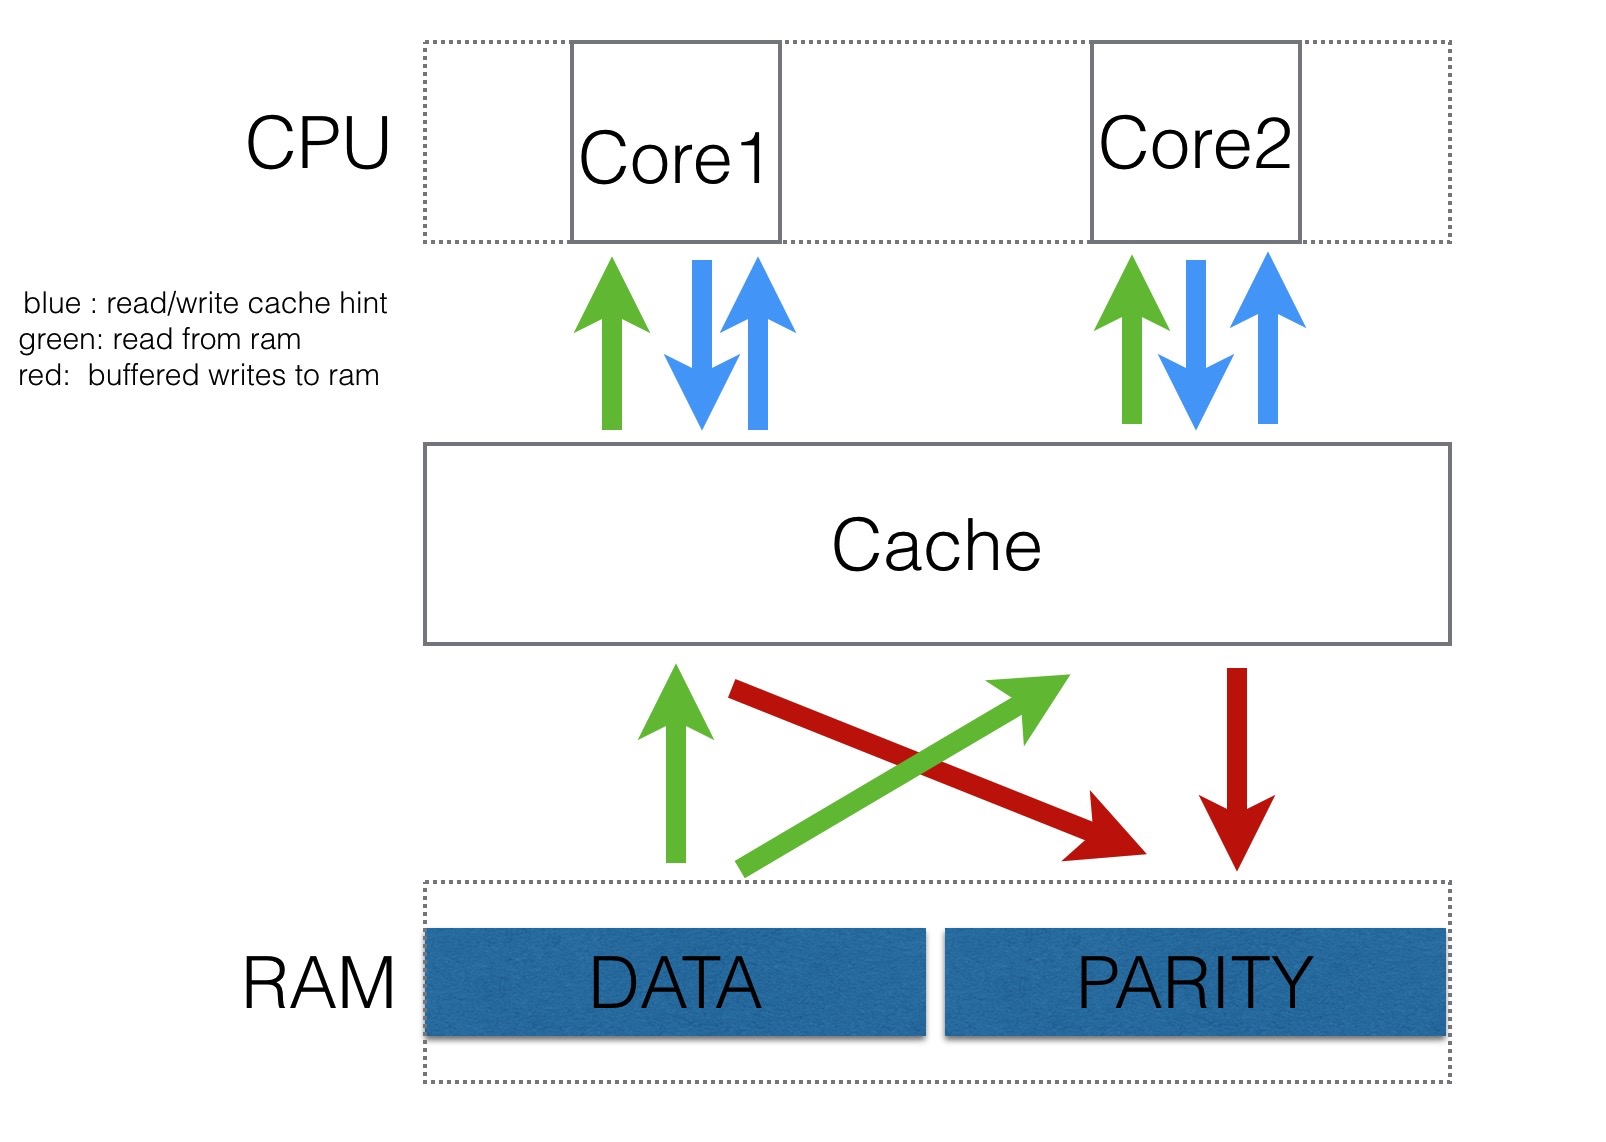 CPU
Core1
Core2
blue : read/write cache hint
green: read from ram
red:  buffered writes to ram
Cache
RAM
DATA
PARITY